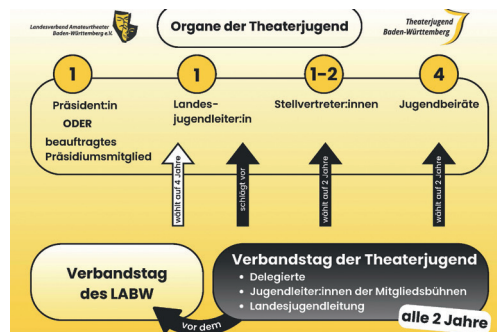 Landesverband Amateurtheater
Baden-Württemberg e.V.
Organe der Theaterjugend
Theaterjugend
Baden-Württemberg
1
Präsident:in
ODER
beauftragtes
Präsidiumsmitglied
1
Landes-
jugendleiter:in
1-2
Stellvertreter:innen
4
Jugendbeiräte
wählt auf 4 Jahre
schlägt vor
wählt auf 2 Jahre
wählt auf 2 Jahre
Verbandstag
des LABW
vor dem
Verbandstag der Theaterjugend
• Delegierte
• Jugendleiter:innen der Mitgliedsbühnen
• Landesjugendleitung
alle 2 Jahre